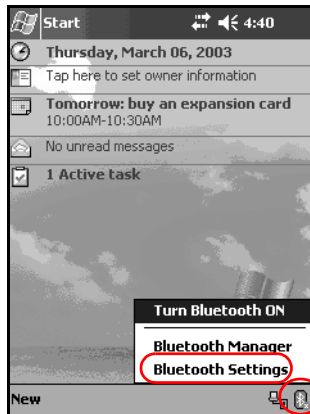 Start 4:40
Thursday, March 06, 2003
Tap here to set owner information
Tomorrow: buy an expansion card
10:00AM-10:30AM
No unread messages
1 Active task
Turn Bluetooth ON
Bluetooth Manager
Bluetooth Settings
New